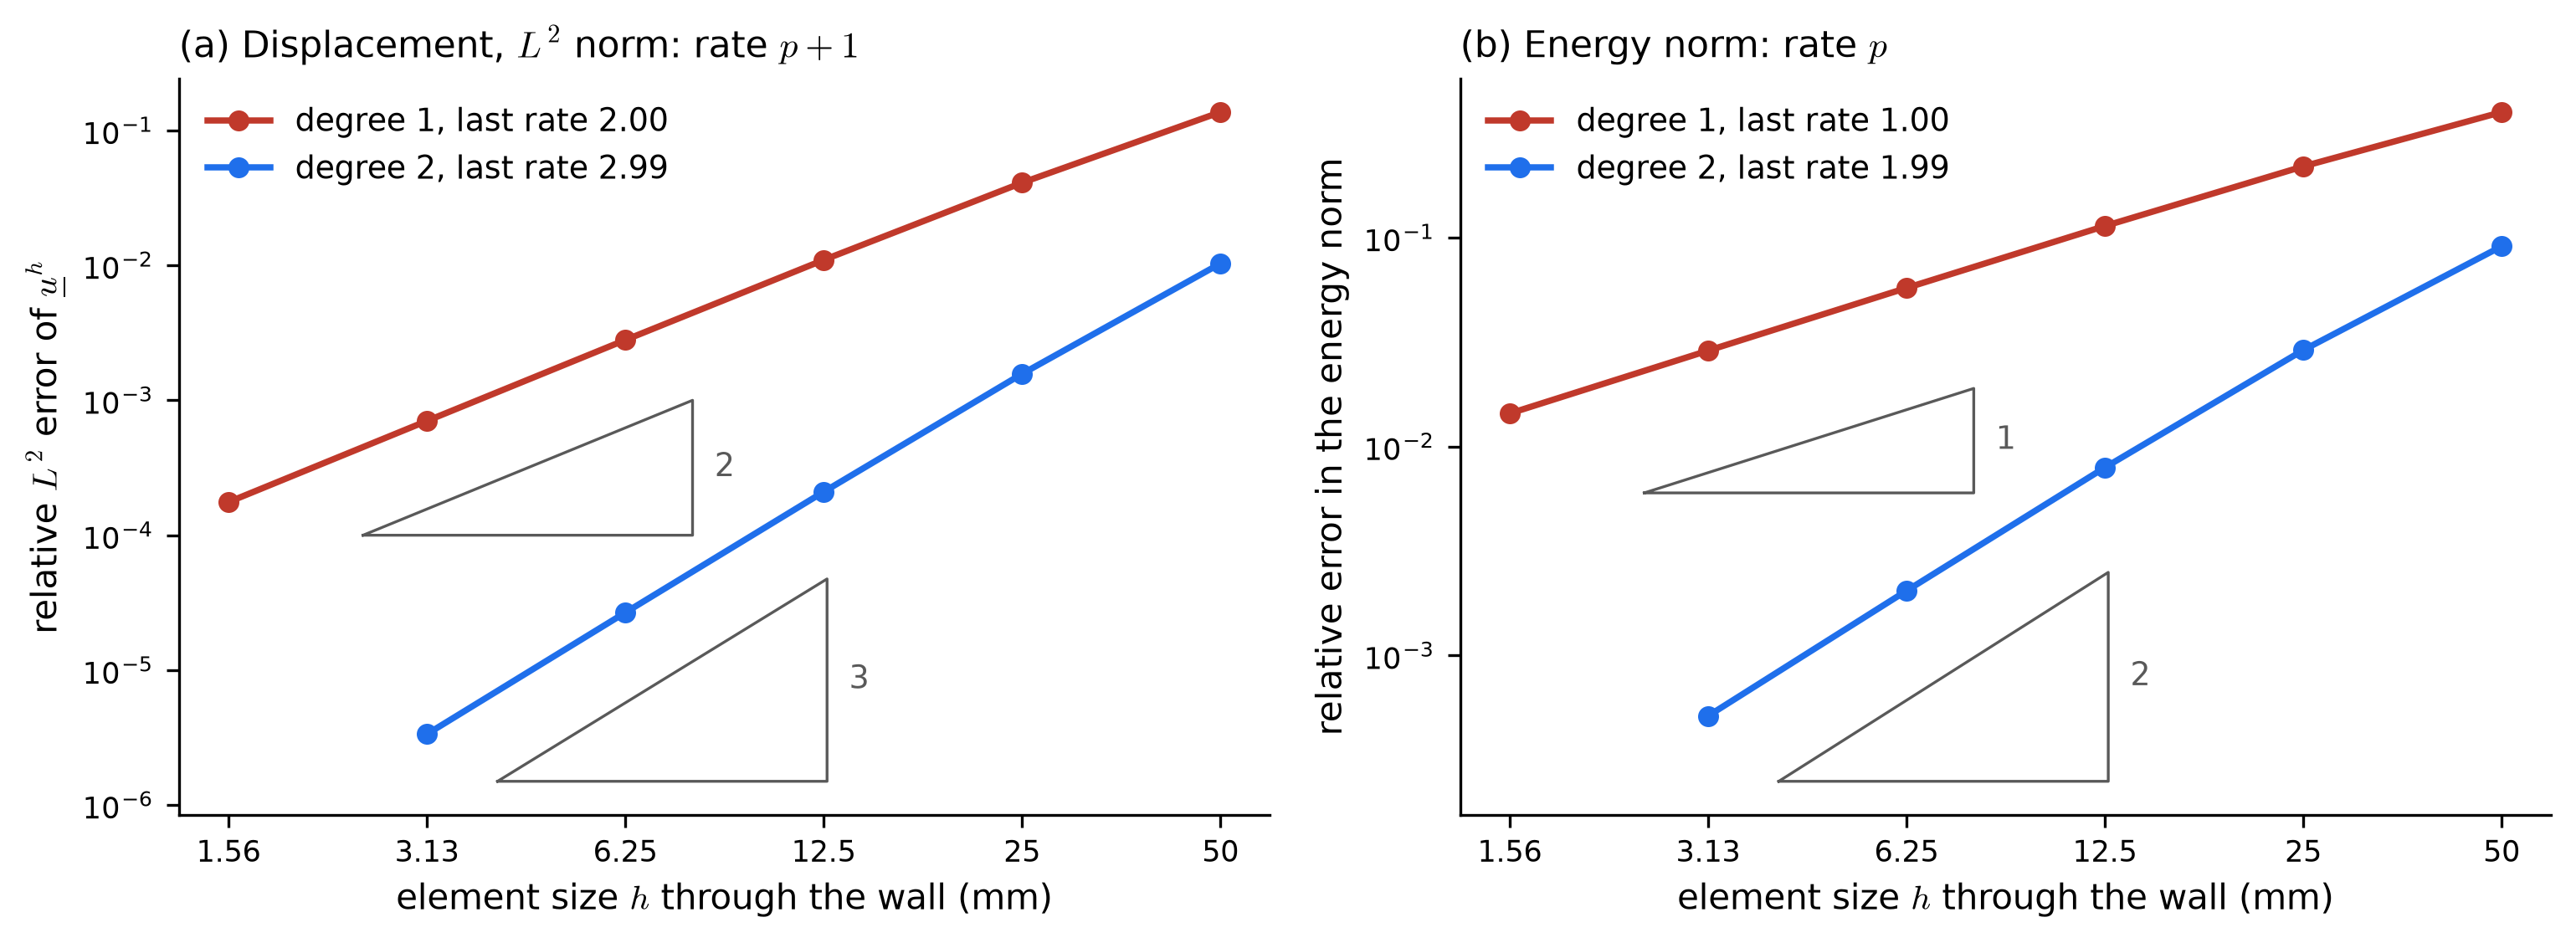 (a) Displacement, $L^2$ norm: rate $p+1$
degree 1, last rate 2.00
degree 2, last rate 2.99
relative $L^2$ error of $\underline{u}^h$
$10^{-1}$
$10^{-2}$
$10^{-3}$
$10^{-4}$
$10^{-5}$
$10^{-6}$
2
3
1.56 3.13 6.25 12.5 25 50
element size $h$ through the wall (mm)
(b) Energy norm: rate $p$
degree 1, last rate 1.00
degree 2, last rate 1.99
relative error in the energy norm
$10^{-1}$
$10^{-2}$
$10^{-3}$
1
2
1.56 3.13 6.25 12.5 25 50
element size $h$ through the wall (mm)